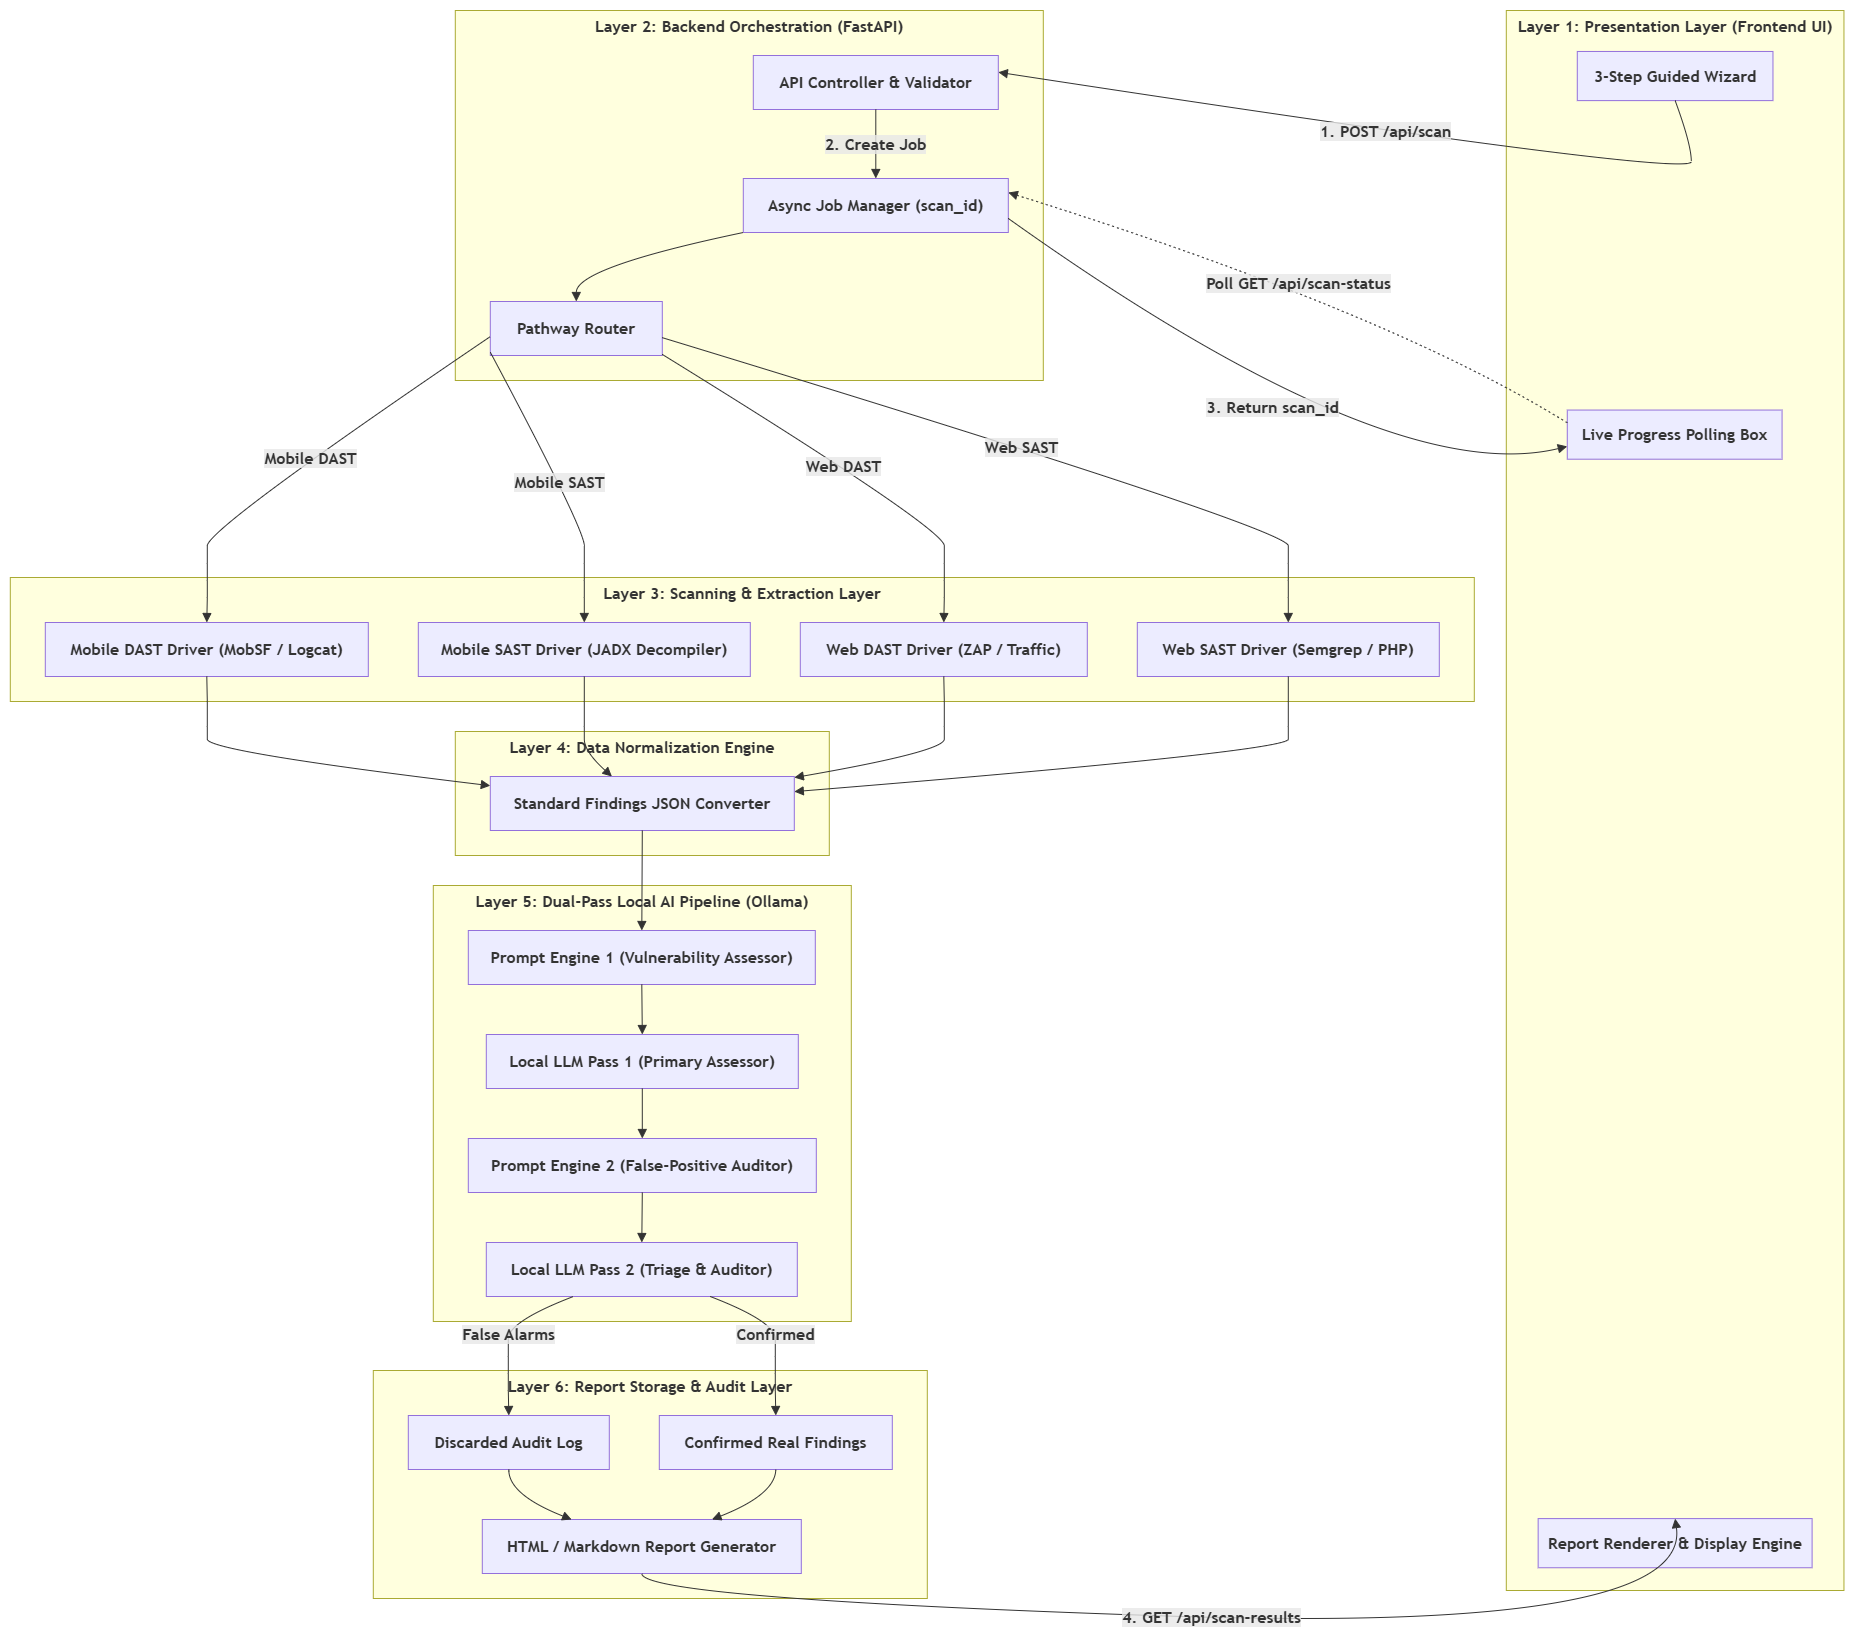 Layer 2: Backend Orchestration (FastAPI)
Layer 1: Presentation Layer (Frontend UI)
API Controller & Validator
3-Step Guided Wizard
1. POST /api/scan
2. Create Job
Async Job Manager (scan_id)
Poll GET /api/scan-status
Pathway Router
3. Return scan_id
Live Progress Polling Box
Mobile DAST
Mobile SAST
Web DAST
Web SAST
Layer 3: Scanning & Extraction Layer
Mobile DAST Driver (MobSF / Logcat)
Mobile SAST Driver (JADX Decompiler)
Web DAST Driver (ZAP / Traffic)
Web SAST Driver (Semgrep / PHP)
Layer 4: Data Normalization Engine
Standard Findings JSON Converter
Layer 5: Dual-Pass Local AI Pipeline (Ollama)
Prompt Engine 1 (Vulnerability Assessor)
Local LLM Pass 1 (Primary Assessor)
Prompt Engine 2 (False-Positive Auditor)
Local LLM Pass 2 (Triage & Auditor)
False Alarms
Confirmed
Layer 6: Report Storage & Audit Layer
Discarded Audit Log
Confirmed Real Findings
HTML / Markdown Report Generator
Report Renderer & Display Engine
4. GET /api/scan-results